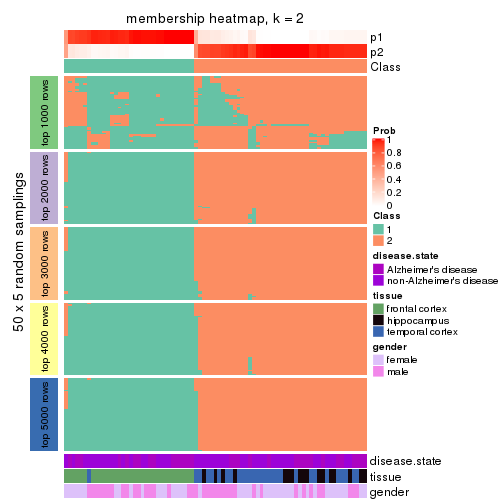 membership heatmap, k = 2
p1
p2
Class
50 x 5 random samplings
top 1000 rows
top 2000 rows
top 3000 rows
top 4000 rows
top 5000 rows
Prob
1
0.8
0.6
0.4
0.2
0
Class
1
2
disease.state
Alzheimer's disease
non-Alzheimer's disease
tissue
frontal cortex
hippocampus
temporal cortex
gender
female
male
disease.state
tissue
gender